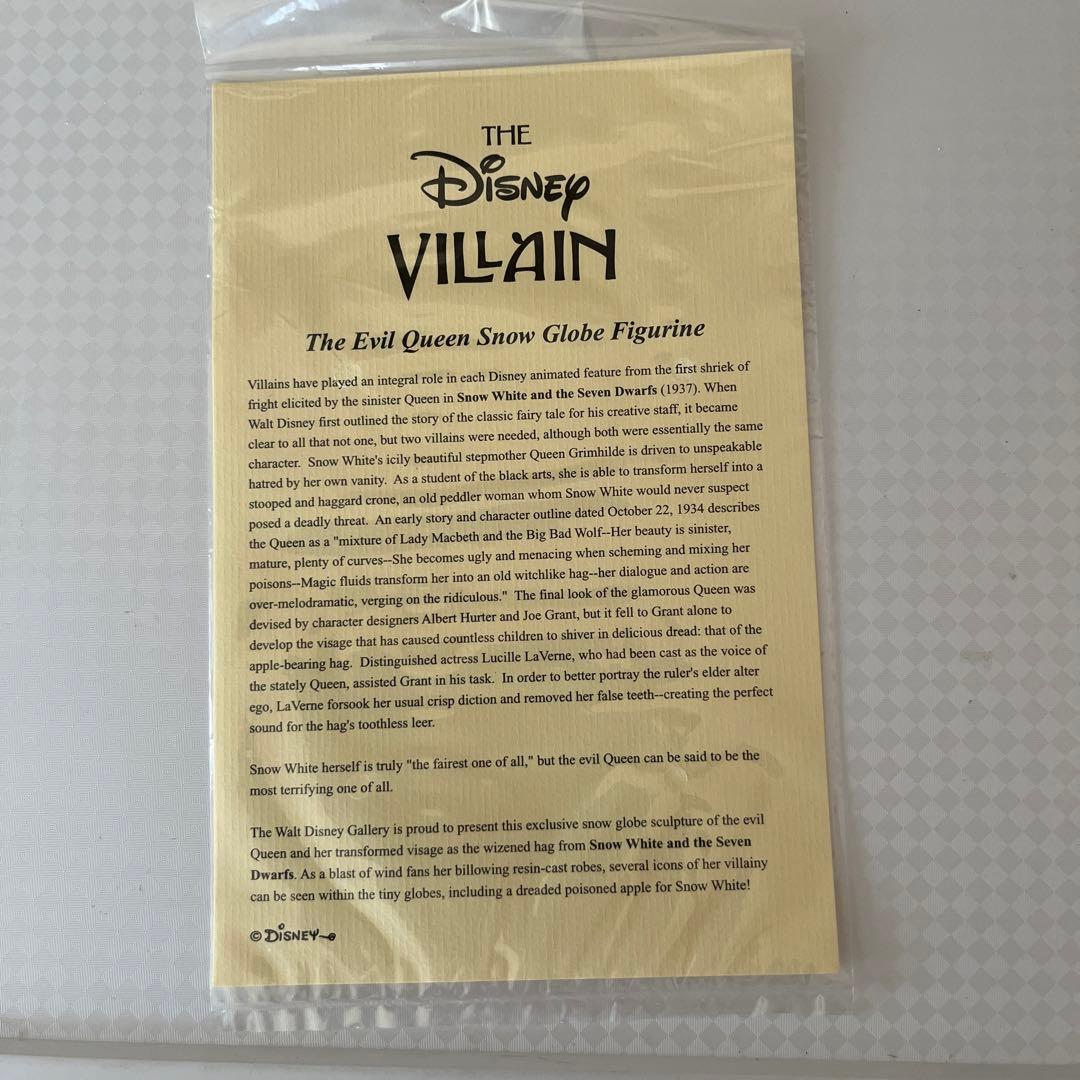 THE
Disney
VILLAIN
The Evil Queen Snow Globe Figurine
Villains have played an integral role in each Disney animated feature from the first shriek of
fright elicited by the sinister Queen in Snow White and the Seven Dwarfs (1937). When
Walt Disney first outlined the story of the classic fairy tale for his creative staff, it became
clear to all that not one, but two villains were needed, although both were essentially the same
character. Snow White's icily beautiful stepmother Queen Grimhilde is driven to unspeakable
hatred by her own vanity. As a student of the black arts, she is able to transform herself into a
stooped and haggard crone, an old peddler woman whom Snow White would never suspect
posed a deadly threat. An early story and character outline dated October 22, 1934 describes
the Queen as a "mixture of Lady Macbeth and the Big Bad Wolf--Her beauty is sinister,
mature, plenty of curves--She becomes ugly and menacing when scheming and mixing her
poisons--Magic fluids transform her into an old witchlike hag--her dialogue and action are
over-melodramatic, verging on the ridiculous." The final look of the glamorous Queen was
devised by character designers Albert Hurter and Joe Grant, but it fell to Grant alone to
develop the visage that has caused countless children to shiver in delicious dread: that of the
apple-bearing hag. Distinguished actress Lucille LaVerne, who had been cast as the voice of
the stately Queen, assisted Grant in his task. In order to better portray the ruler's elder alter
ego, LaVerne forsook her usual crisp diction and removed her false teeth--creating the perfect
sound for the hag's toothless leer.
Snow White herself is truly "the fairest one of all," but the evil Queen can be said to be the
most terrifying one of all.
The Walt Disney Gallery is proud to present this exclusive snow globe sculpture of the evil
Queen and her transformed visage as the wizened hag from Snow White and the Seven
Dwarfs. As a blast of wind fans her billowing resin-cast robes, several icons of her villainy
can be seen within the tiny globes, including a dreaded poisoned apple for Snow White!
© Disney